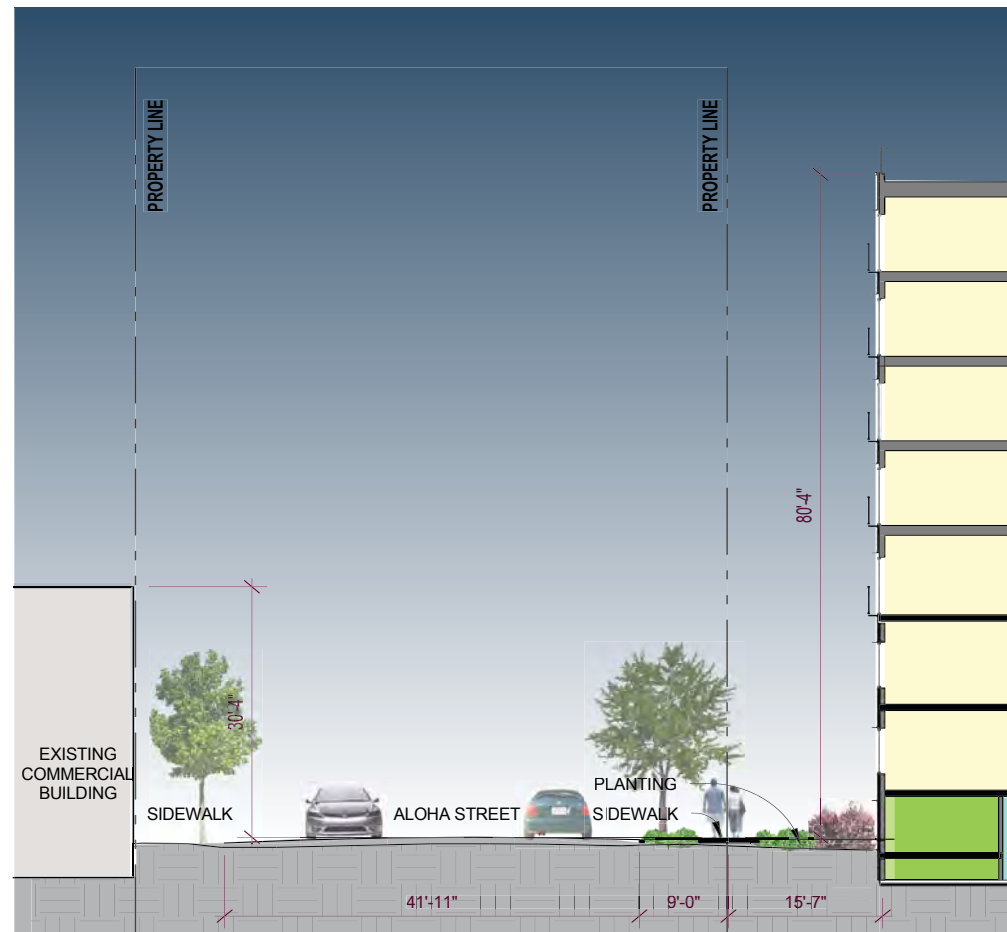 PROPERTY LINE
PROPERTY LINE
80'-4"
30'-4"
EXISTING
COMMERCIAL
BUILDING
SIDEWALK
ALOHA STREET
PLANTING
SIDEWALK
41'-11"
9'-0"
15'-7"